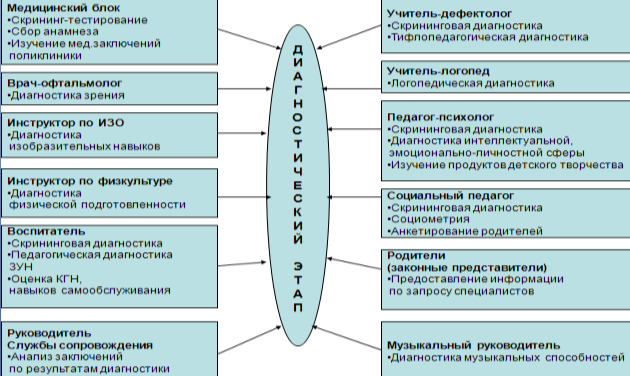 Медицинский блок
•Скрининг-тестирование
•Сбор анамнеза
•Изучение мед.заключений
поликлиники
Врач-офтальмолог
•Диагностика зрения
Инструктор по ИЗО
•Диагностика
изобразительных навыков
Инструктор по физкультуре
•Диагностика
физической подготовленности
Воспитатель
•Скрининговая диагностика
•Педагогическая диагностика
ЗУН
•Оценка КГН,
навыков самообслуживания
Руководитель
Службы сопровождения
•Анализ заключений
по результатам диагностики
ДИАГНОСТИЧЕСКИЙ ЭТАП
Учитель-дефектолог
•Скрининговая диагностика
•Тифлопедагогическая диагностика
Учитель-логопед
•Логопедическая диагностика
Педагог-психолог
•Скрининговая диагностика
•Диагностика интеллектуальной,
эмоционально-личностной сферы
•Изучение продуктов детского творчества
Социальный педагог
•Скрининговая диагностика
•Социометрия
•Анкетирование родителей
Родители
(законные представители)
•Предоставление информации
по запросу специалистов
Музыкальный руководитель
•Диагностика музыкальных способностей